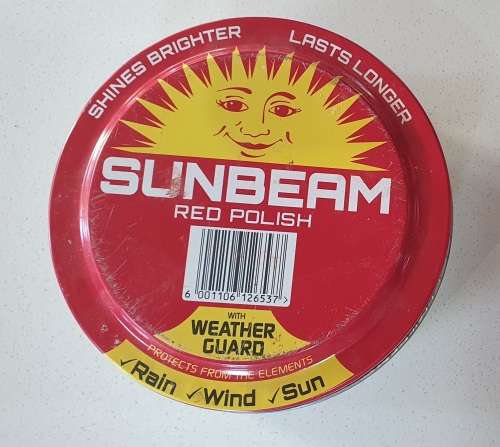 SHINES BRIGHTER LASTS LONGER
SUNBEAM
RED POLISH
6 001106 126537 >
WITH
WEATHER
GUARD
PROTECTS FROM THE ELEMENTS
✓Rain ✓Wind ✓Sun